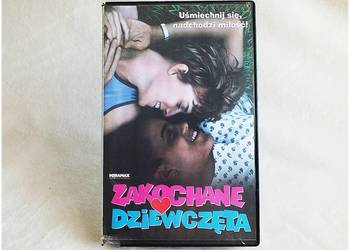 Uśmiechnij się,
nadchodzi miłość!
MIRAMAX
ZAKOCHANE
DZIEWCZĘTA